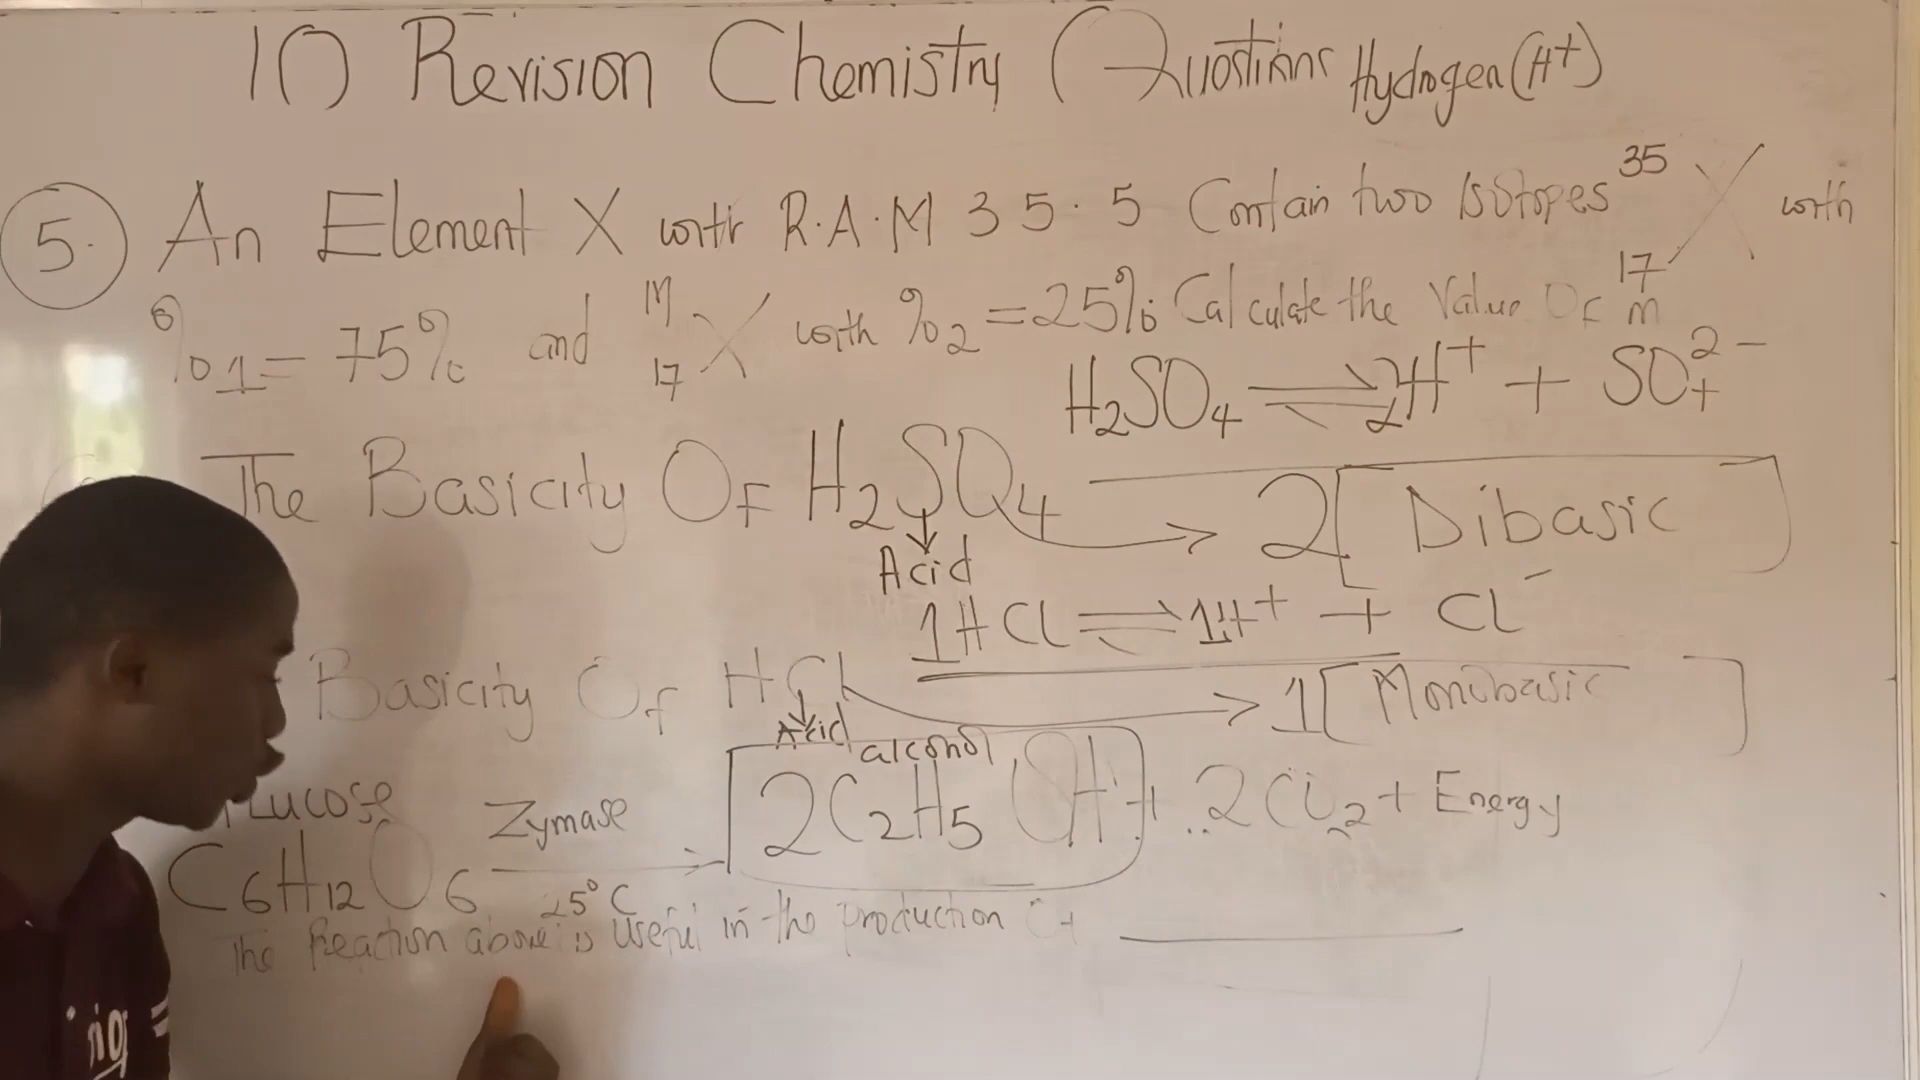 10 Revision Chemistry Questions Hydrogen (H+)
5. An Element X with R.A.M 35.5 Contain two Isotopes 35 17 X with
%1 = 75% and M 17 X with %2 = 25% Calculate the Value Of m
H2SO4 ⇌ 2H+ + SO4 2-
The Basicity Of H2SO4 → 2 [Dibasic]
Acid
1HCl ⇌ 1H+ + Cl-
Basicity Of HCl → 1 [Monobasic]
Acid
alcohol
Glucose Zymase
C6H12O6 → 2C2H5OH + 2CO2 + Energy
25°C
The Reaction above is useful in the production Of ________